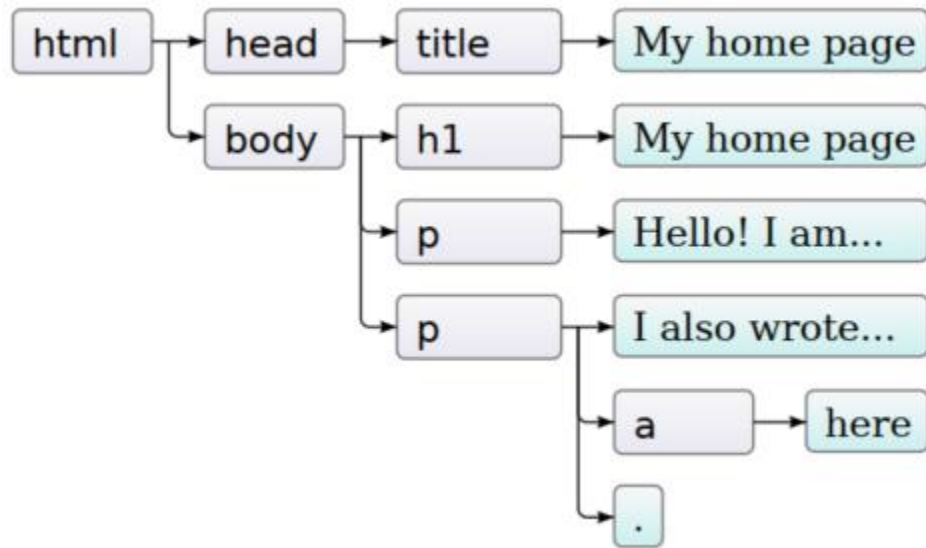 html head title My home page
body h1 My home page
p Hello! I am...
p I also wrote...
a here
.